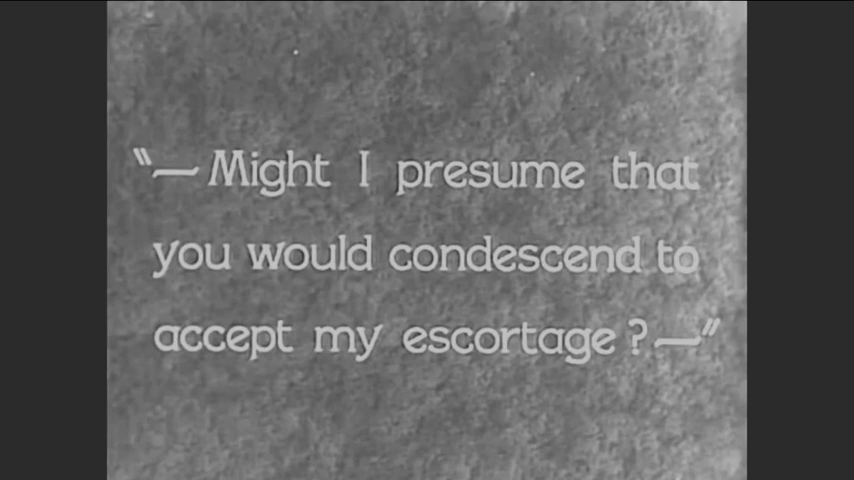 "— Might I presume that
you would condescend to
accept my escortage ? —"